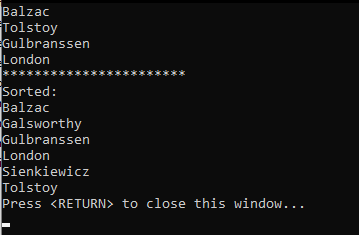 Balzac
Tolstoy
Gulbranssen
London
***********************
Sorted:
Balzac
Galsworthy
Gulbranssen
London
Sienkiewicz
Tolstoy
Press <RETURN> to close this window...